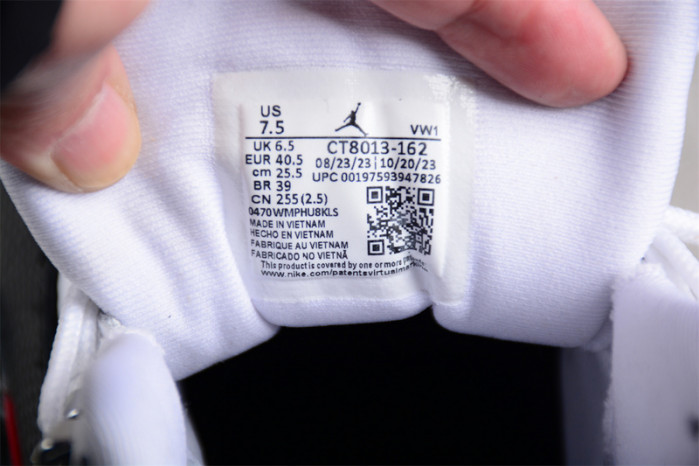 US
7.5
VW1
UK 6.5
CT8013-162
EUR 40.5
08/23/23 | 10/20/23
cm 25.5
UPC 00197593947826
BR 39
CN 255(2.5)
0470WMPHU8KLS
MADE IN VIETNAM
HECHO EN VIETNAM
FABRIQUE AU VIETNAM
FABRICADO NO VIETNÃ
This product is covered by one or more
www.nike.com/patentsvirtual